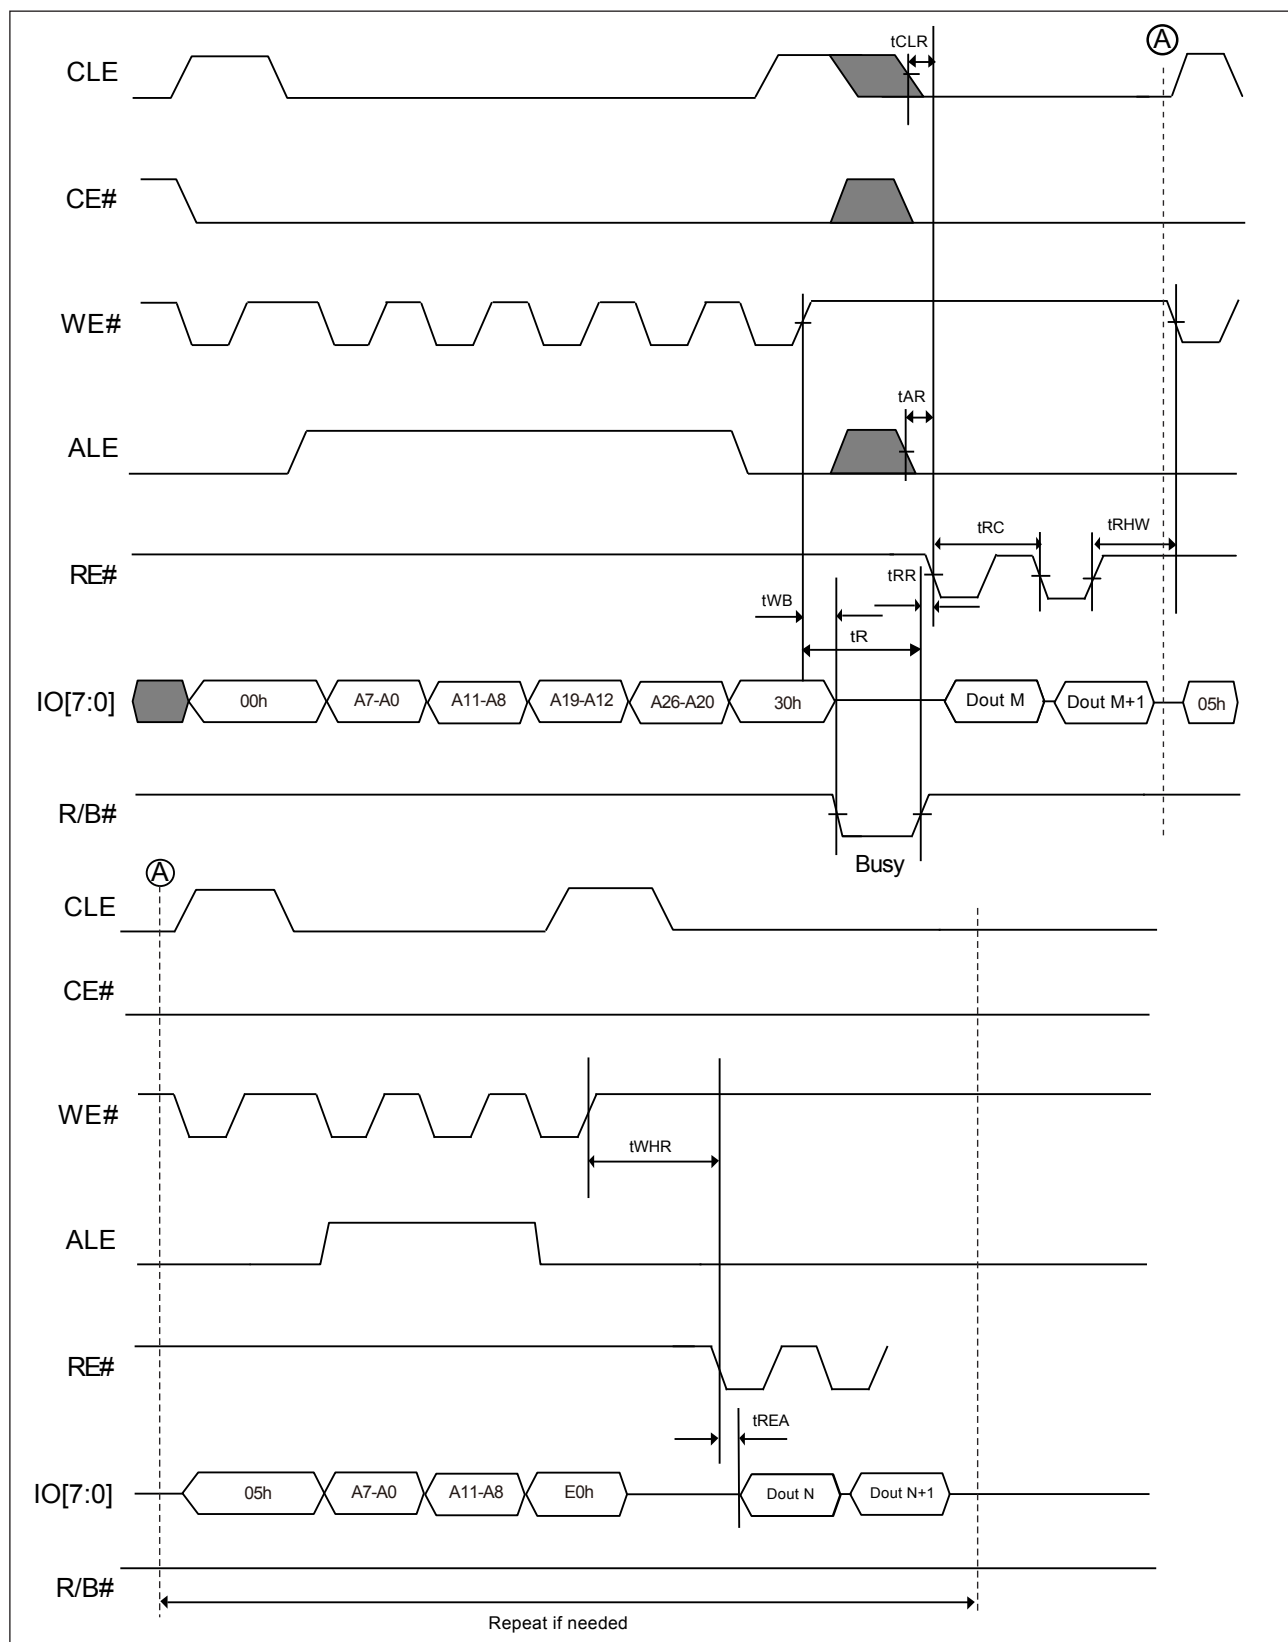 tCLR
A
CLE
CE#
WE#
tAR
ALE
tRC
tRHW
RE#
tRR
tWB
tR
IO[7:0]
00h
A7-A0
A11-A8
A19-A12
A26-A20
30h
Dout M
Dout M+1
05h
R/B#
Busy
A
CLE
CE#
WE#
tWHR
ALE
RE#
tREA
IO[7:0]
05h
A7-A0
A11-A8
E0h
Dout N
Dout N+1
R/B#
Repeat if needed